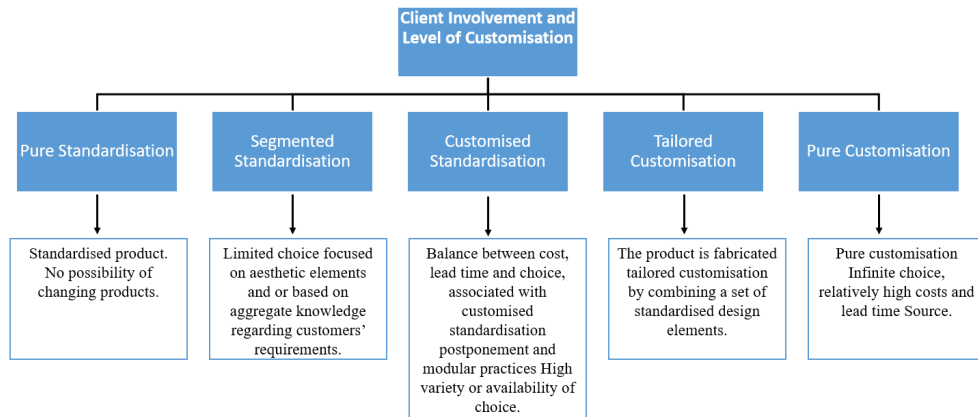 Client Involvement and
Level of Customisation
Pure Standardisation
Segmented
Standardisation
Customised
Standardisation
Tailored
Customisation
Pure Customisation
Standardised product.
No possibility of
changing products.
Limited choice focused
on aesthetic elements
and or based on
aggregate knowledge
regarding customers’
requirements.
Balance between cost,
lead time and choice,
associated with
customised
standardisation
postponement and
modular practices High
variety or availability of
choice.
The product is fabricated
tailored customisation
by combining a set of
standardised design
elements.
Pure customisation
Infinite choice,
relatively high costs and
lead time Source.